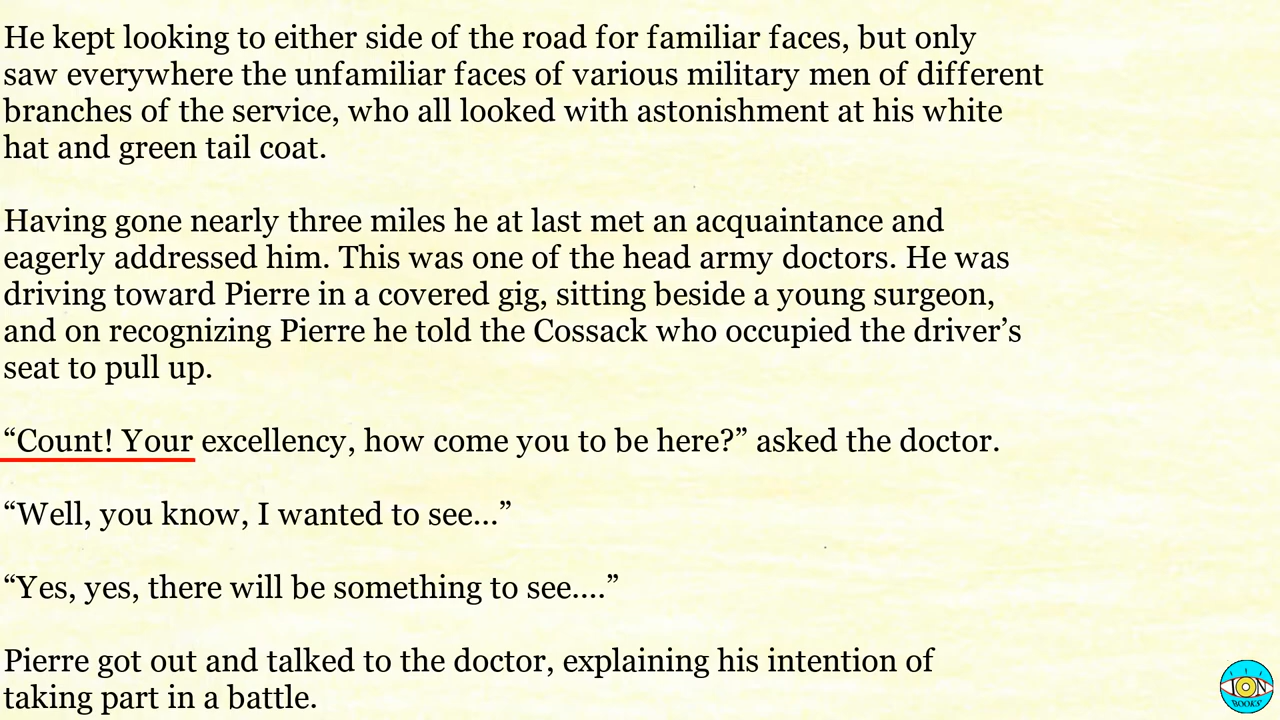 He kept looking to either side of the road for familiar faces, but only
saw everywhere the unfamiliar faces of various military men of different
branches of the service, who all looked with astonishment at his white
hat and green tail coat.
Having gone nearly three miles he at last met an acquaintance and
eagerly addressed him. This was one of the head army doctors. He was
driving toward Pierre in a covered gig, sitting beside a young surgeon,
and on recognizing Pierre he told the Cossack who occupied the driver’s
seat to pull up.
“Count! Your excellency, how come you to be here?” asked the doctor.
“Well, you know, I wanted to see...”
“Yes, yes, there will be something to see....”
Pierre got out and talked to the doctor, explaining his intention of
taking part in a battle.
ION
BOOKS